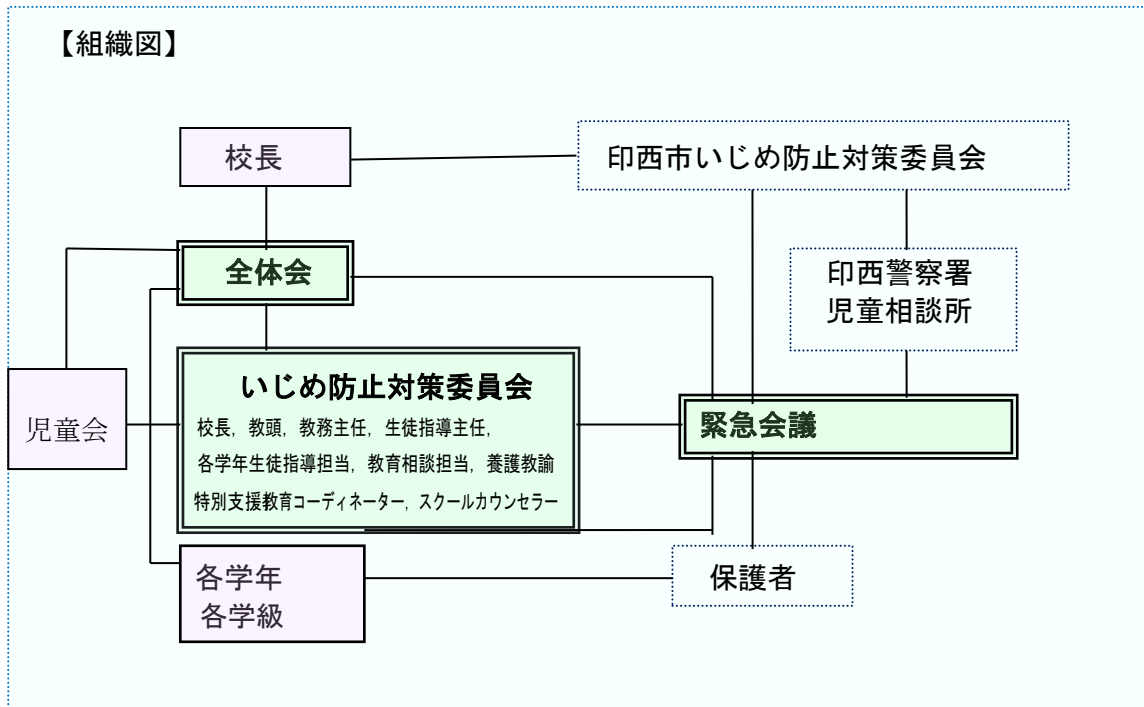 【組織図】
校長
印西市いじめ防止対策委員会
全体会
印西警察署
児童相談所
いじめ防止対策委員会
校長，教頭，教務主任，生徒指導主任，
各学年生徒指導担当，教育相談担当，養護教諭
特別支援教育コーディネーター，スクールカウンセラー
児童会
緊急会議
各学年
各学級
保護者